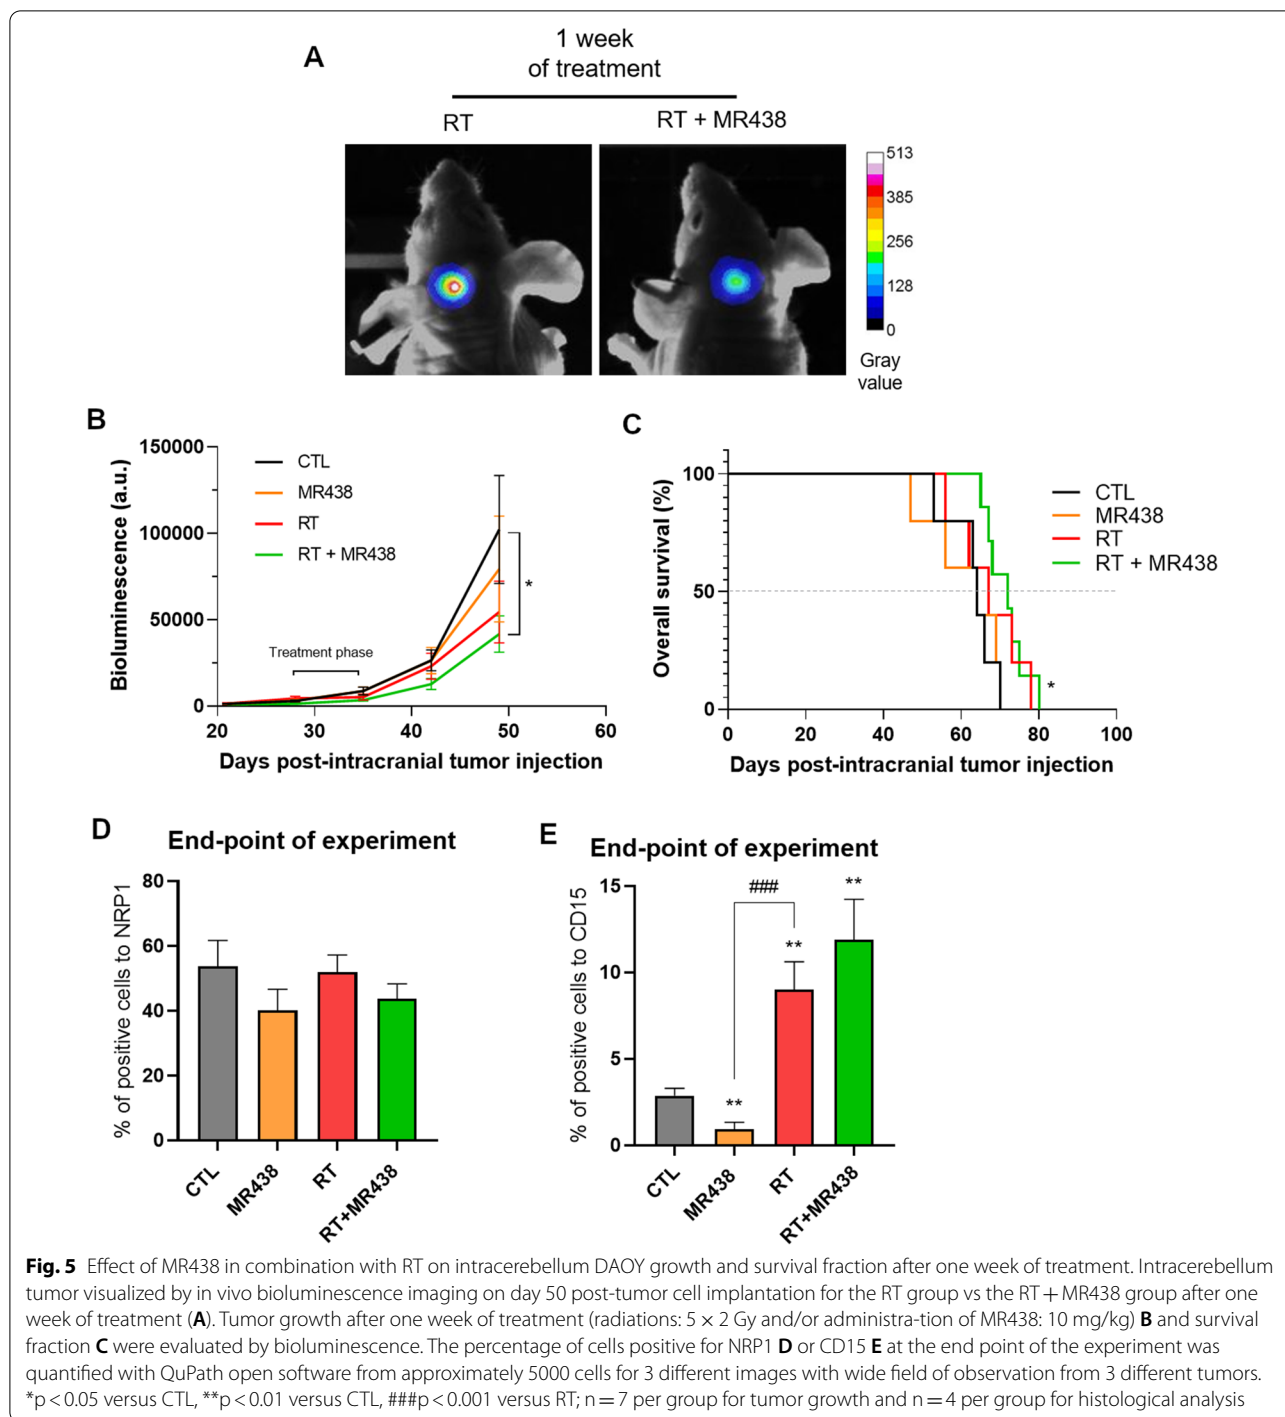 A
1 week
of treatment
RT
RT + MR438
513
385
256
128
0
Gray
value
B
150000
100000
50000
0
Bioluminescence (a.u.)
CTL
MR438
RT
RT + MR438
Treatment phase
*
20
30
40
50
60
Days post-intracranial tumor injection
C
100
50
0
Overall survival (%)
CTL
MR438
RT
RT + MR438
*
0
20
40
60
80
100
Days post-intracranial tumor injection
D
End-point of experiment
80
60
40
20
0
% of positive cells to NRP1
CTL
MR438
RT
RT+MR438
E
End-point of experiment
15
10
5
0
% of positive cells to CD15
###
**
**
**
CTL
MR438
RT
RT+MR438
Fig. 5 Effect of MR438 in combination with RT on intracerebellum DAOY growth and survival fraction after one week of treatment. Intracerebellum
tumor visualized by in vivo bioluminescence imaging on day 50 post-tumor cell implantation for the RT group vs the RT + MR438 group after one
week of treatment (A). Tumor growth after one week of treatment (radiations: 5 × 2 Gy and/or administra-tion of MR438: 10 mg/kg) B and survival
fraction C were evaluated by bioluminescence. The percentage of cells positive for NRP1 D or CD15 E at the end point of the experiment was
quantified with QuPath open software from approximately 5000 cells for 3 different images with wide field of observation from 3 different tumors.
*p < 0.05 versus CTL, **p < 0.01 versus CTL, ###p < 0.001 versus RT; n = 7 per group for tumor growth and n = 4 per group for histological analysis